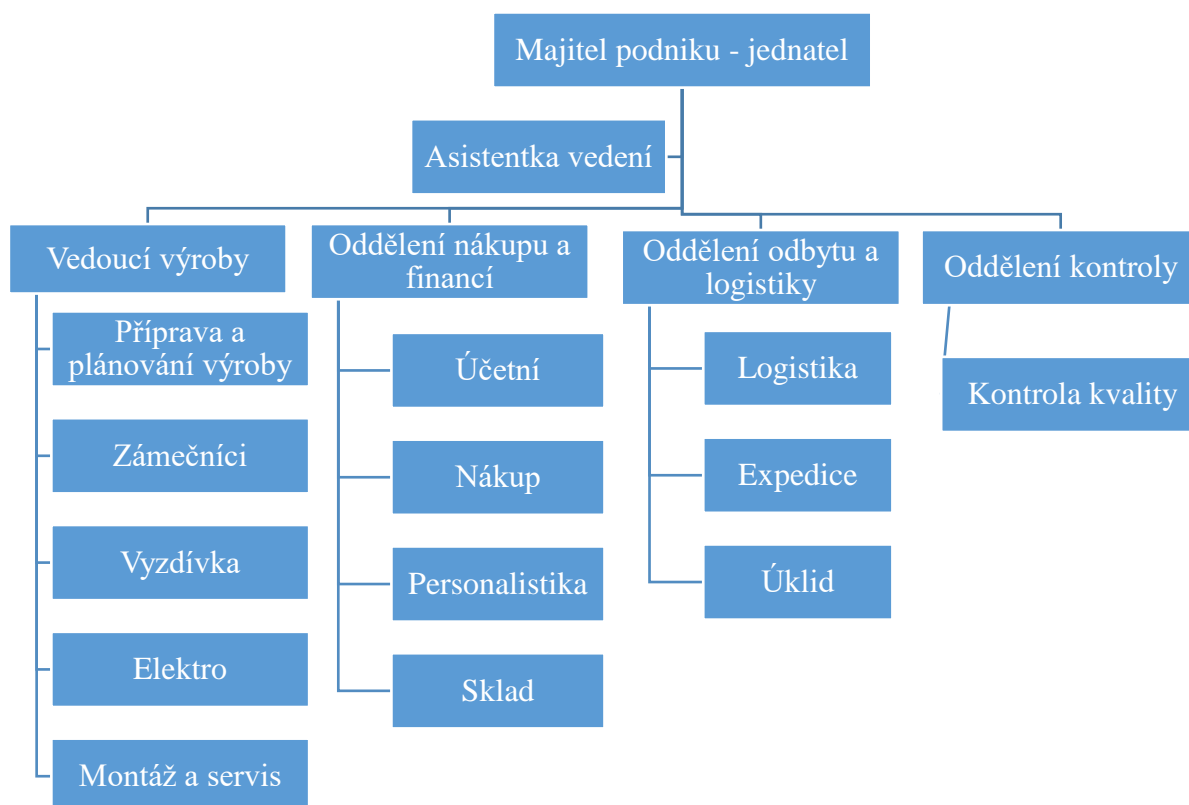 Majitel podniku - jednatel
Asistentka vedení
Vedoucí výroby
Oddělení nákupu a
financí
Oddělení odbytu a
logistiky
Oddělení kontroly
Příprava a
plánování výroby
Zámečníci
Vyzdívka
Elektro
Montáž a servis
Účetní
Nákup
Personalistika
Sklad
Logistika
Expedice
Úklid
Kontrola kvality